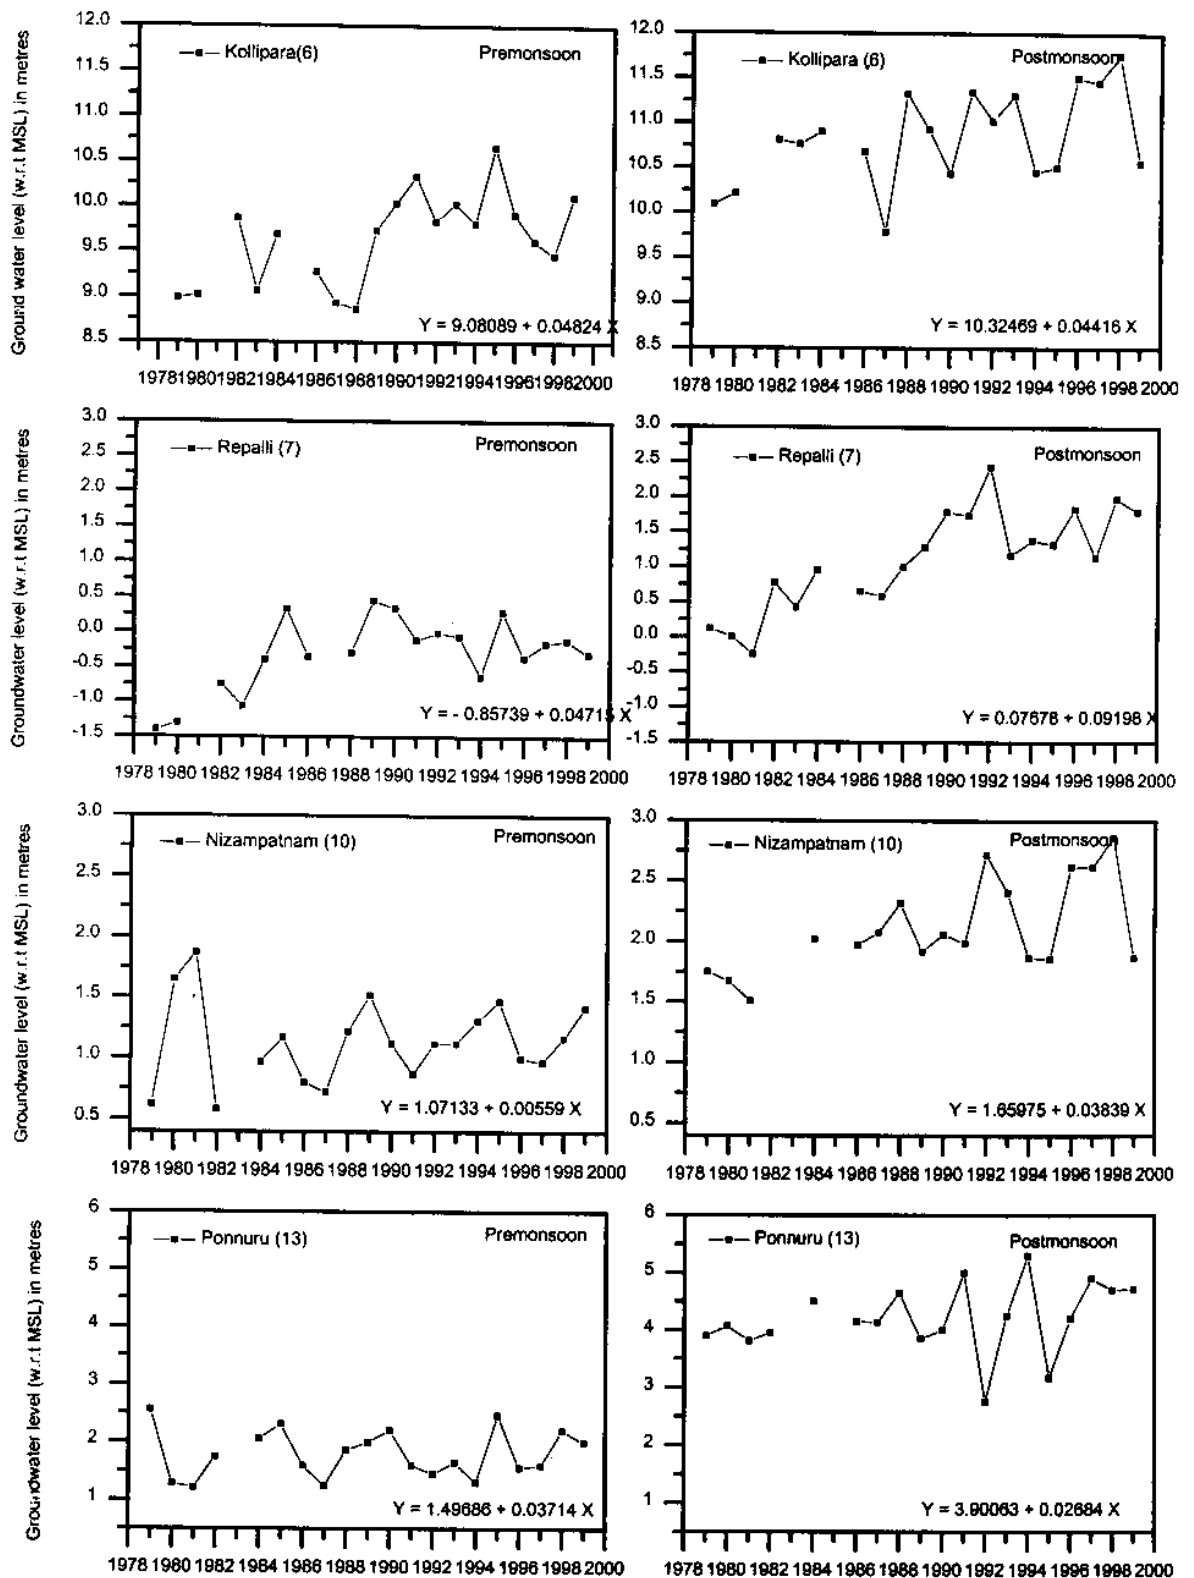 Ground water level (w.r.t MSL) in metres
12.0
11.5
11.0
10.5
10.0
9.5
9.0
8.5
Kollipara(6)
Premonsoon
Y = 9.08089 + 0.04824 X
1978 1980 1982 1984 1986 1988 1990 1992 1994 1996 1998 2000
12.0
11.5
11.0
10.5
10.0
9.5
9.0
8.5
Kollipara (6)
Postmonsoon
Y = 10.32469 + 0.04416 X
1978 1980 1982 1984 1986 1988 1990 1992 1994 1996 1998 2000
Groundwater level (w.r.t MSL) in metres
3.0
2.5
2.0
1.5
1.0
0.5
0.0
-0.5
-1.0
-1.5
Repalli (7)
Premonsoon
Y = - 0.85739 + 0.04715 X
1978 1980 1982 1984 1986 1988 1990 1992 1994 1996 1998 2000
3.0
2.5
2.0
1.5
1.0
0.5
0.0
-0.5
-1.0
-1.5
Repalli (7)
Postmonsoon
Y = 0.07678 + 0.09198 X
1978 1980 1982 1984 1986 1988 1990 1992 1994 1996 1998 2000
Groundwater level (w.r.t MSL) in metres
3.0
2.5
2.0
1.5
1.0
0.5
Nizampatnam (10)
Premonsoon
Y = 1.07133 + 0.00559 X
1978 1980 1982 1984 1986 1988 1990 1992 1994 1996 1998 2000
3.0
2.5
2.0
1.5
1.0
0.5
Nizampatnam (10)
Postmonsoon
Y = 1.65975 + 0.03839 X
1978 1980 1982 1984 1986 1988 1990 1992 1994 1996 1998 2000
Groundwater level (w.r.t MSL) in metres
6
5
4
3
2
1
Ponnuru (13)
Premonsoon
Y = 1.49686 + 0.03714 X
1978 1980 1982 1984 1986 1988 1990 1992 1994 1996 1998 2000
6
5
4
3
2
1
Ponnuru (13)
Postmonsoon
Y = 3.90063 + 0.02684 X
1978 1980 1982 1984 1986 1988 1990 1992 1994 1996 1998 2000